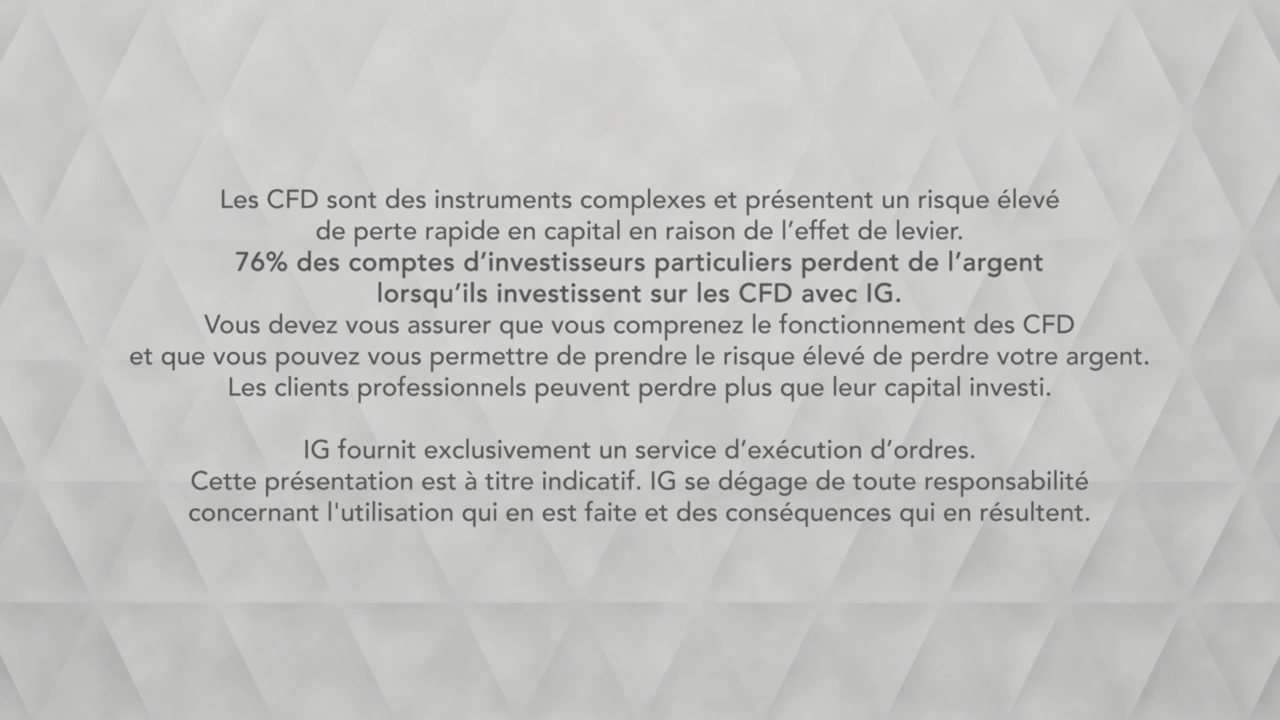 Les CFD sont des instruments complexes et présentent un risque élevé
de perte rapide en capital en raison de l’effet de levier.
76% des comptes d’investisseurs particuliers perdent de l’argent
lorsqu’ils investissent sur les CFD avec IG.
Vous devez vous assurer que vous comprenez le fonctionnement des CFD
et que vous pouvez vous permettre de prendre le risque élevé de perdre votre argent.
Les clients professionnels peuvent perdre plus que leur capital investi.
IG fournit exclusivement un service d’exécution d’ordres.
Cette présentation est à titre indicatif. IG se dégage de toute responsabilité
concernant l'utilisation qui en est faite et des conséquences qui en résultent.